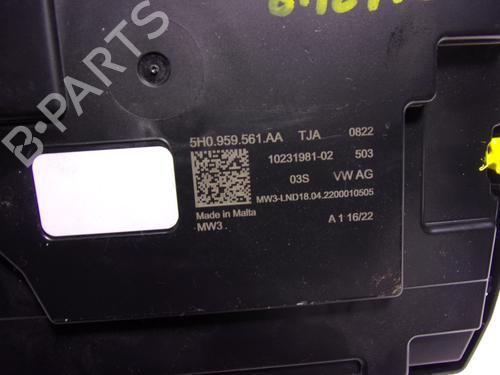 5H0.959.561.AA TJA 0822
10231981-02 503
03S VW AG
MW3-LND18.04.2200010505
Made in Malta
MW3. A 1 16/22
B-PARTS